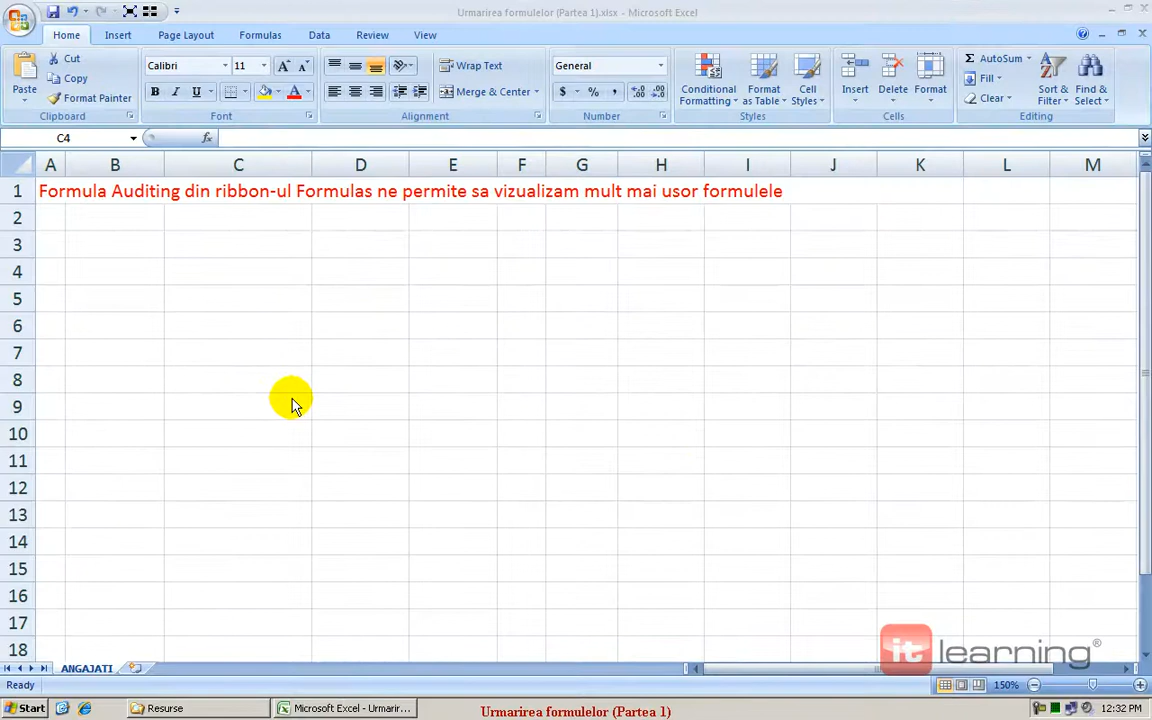 Urmarirea formulelor (Partea 1).xlsx - Microsoft Excel
Home Insert Page Layout Formulas Data Review View
Paste Cut Copy Format Painter Clipboard
Calibri 11 B I U A A A Font
Wrap Text Merge & Center Alignment
General $ % , Number
Conditional Formatting Format as Table Cell Styles Styles
Insert Delete Format Cells
Σ AutoSum Fill Clear Sort & Filter Find & Select Editing
C4 fx
A B C D E F G H I J K L M
1 Formula Auditing din ribbon-ul Formulas ne permite sa vizualizam mult mai usor formulele
2
3
4
5
6
7
8
9
10
11
12
13
14
15
16
17
18
it learning ®
ANGAJATI
Ready 150%
Start Resurse Microsoft Excel - Urmarir... Urmarirea formulelor (Partea 1) 12:32 PM